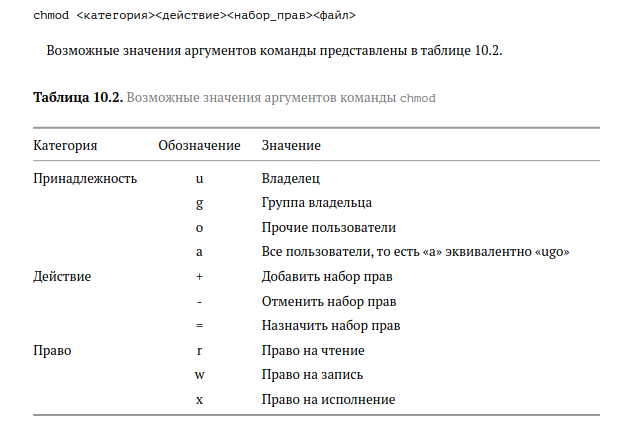 chmod <категория><действие><набор_прав><файл>
Возможные значения аргументов команды представлены в таблице 10.2.
Таблица 10.2. Возможные значения аргументов команды chmod
Категория Обозначение Значение
Принадлежность u Владелец
g Группа владельца
o Прочие пользователи
a Все пользователи, то есть «a» эквивалентно «ugo»
Действие + Добавить набор прав
- Отменить набор прав
= Назначить набор прав
Право r Право на чтение
w Право на запись
x Право на исполнение